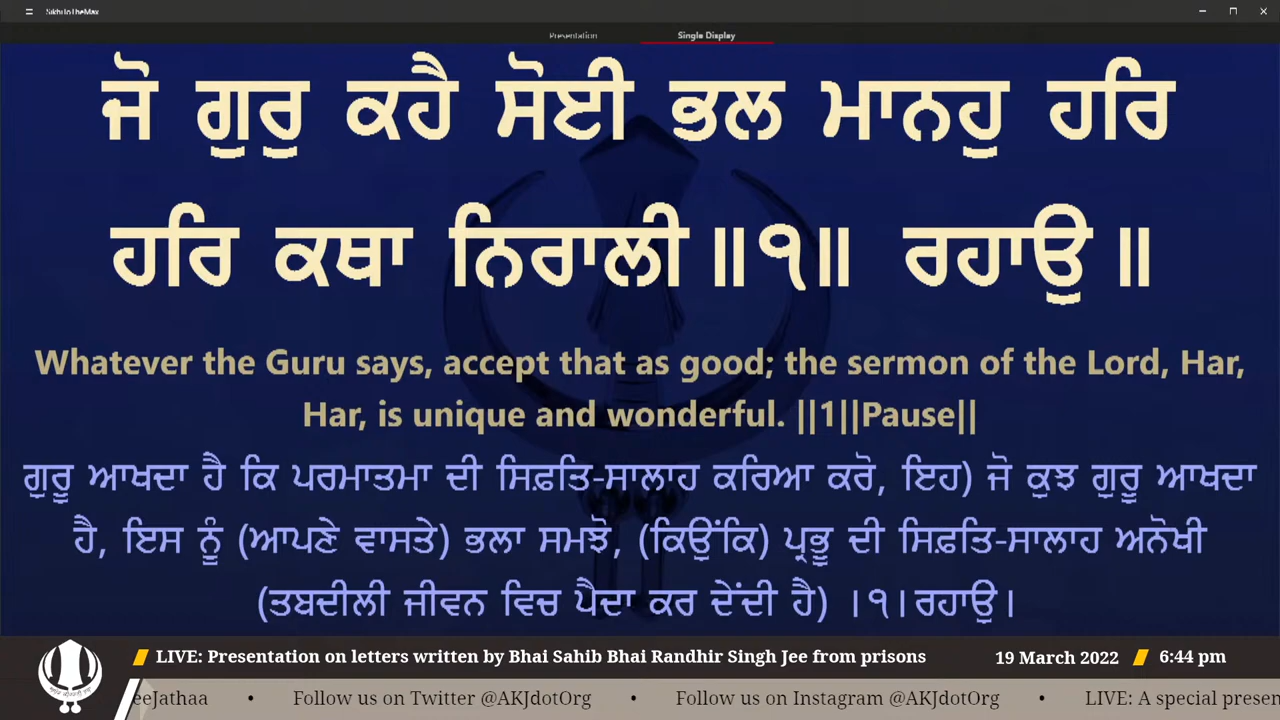 SikhiToTheMax
Presentation Single Display
ਜੋ ਗੁਰੁ ਕਹੈ ਸੋਈ ਭਲ ਮਾਨਹੁ ਹਰਿ
ਹਰਿ ਕਥਾ ਨਿਰਾਲੀ ॥੧॥ ਰਹਾਉ ॥
Whatever the Guru says, accept that as good; the sermon of the Lord, Har,
Har, is unique and wonderful. ||1||Pause||
ਗੁਰੂ ਆਖਦਾ ਹੈ ਕਿ ਪਰਮਾਤਮਾ ਦੀ ਸਿਫ਼ਤਿ-ਸਾਲਾਹ ਕਰਿਆ ਕਰੋ, ਇਹ) ਜੋ ਕੁਝ ਗੁਰੂ ਆਖਦਾ
ਹੈ, ਇਸ ਨੂੰ (ਆਪਣੇ ਵਾਸਤੇ) ਭਲਾ ਸਮਝੋ, (ਕਿਉਂਕਿ) ਪ੍ਰਭੂ ਦੀ ਸਿਫ਼ਤਿ-ਸਾਲਾਹ ਅਨੋਖੀ
(ਤਬਦੀਲੀ ਜੀਵਨ ਵਿਚ ਪੈਦਾ ਕਰ ਦੇਂਦੀ ਹੈ) ।੧।ਰਹਾਉ।
LIVE: Presentation on letters written by Bhai Sahib Bhai Randhir Singh Jee from prisons 19 March 2022 6:44 pm
eeJathaa • Follow us on Twitter @AKJdotOrg • Follow us on Instagram @AKJdotOrg • LIVE: A special presen